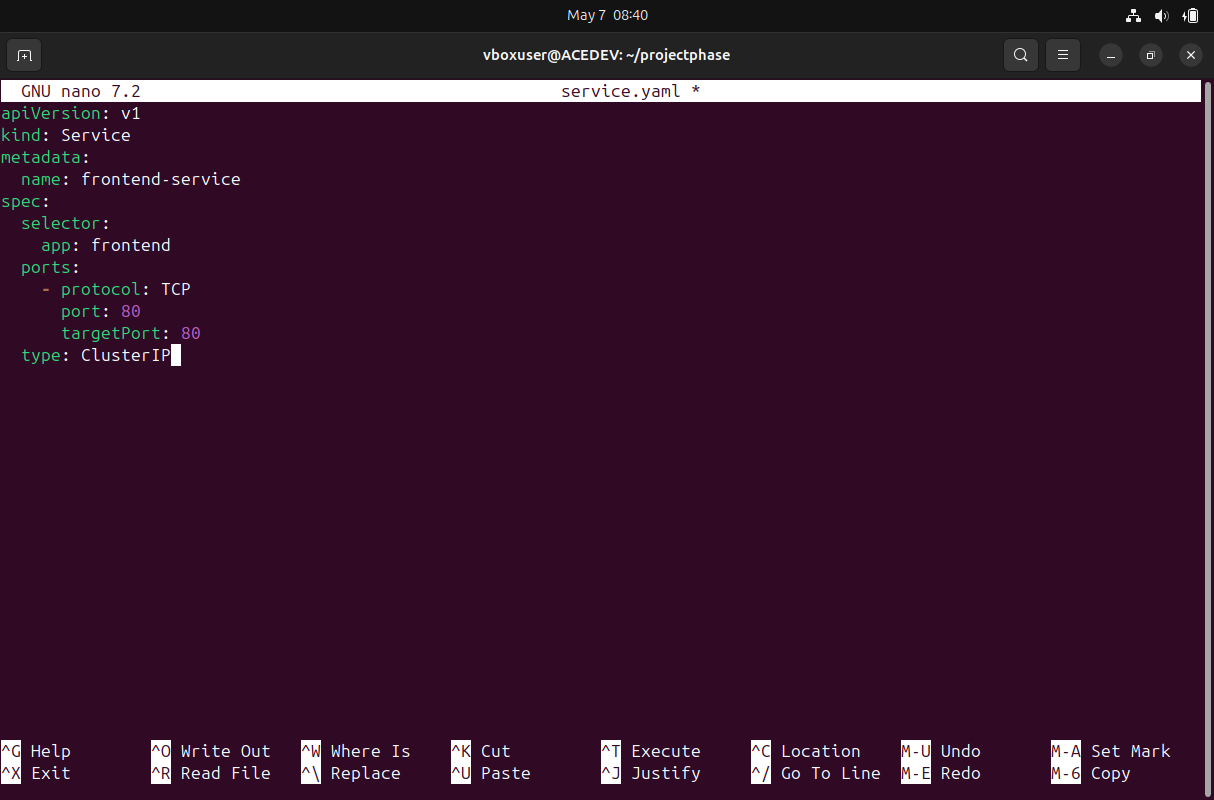 May 7 08:40
vboxuser@ACEDEV: ~/projectphase
GNU nano 7.2 service.yaml *
apiVersion: v1
kind: Service
metadata:
  name: frontend-service
spec:
  selector:
    app: frontend
  ports:
    - protocol: TCP
      port: 80
      targetPort: 80
  type: ClusterIP
^G Help ^O Write Out ^W Where Is ^K Cut ^T Execute ^C Location M-U Undo M-A Set Mark
^X Exit ^R Read File ^\ Replace ^U Paste ^J Justify ^/ Go To Line M-E Redo M-6 Copy